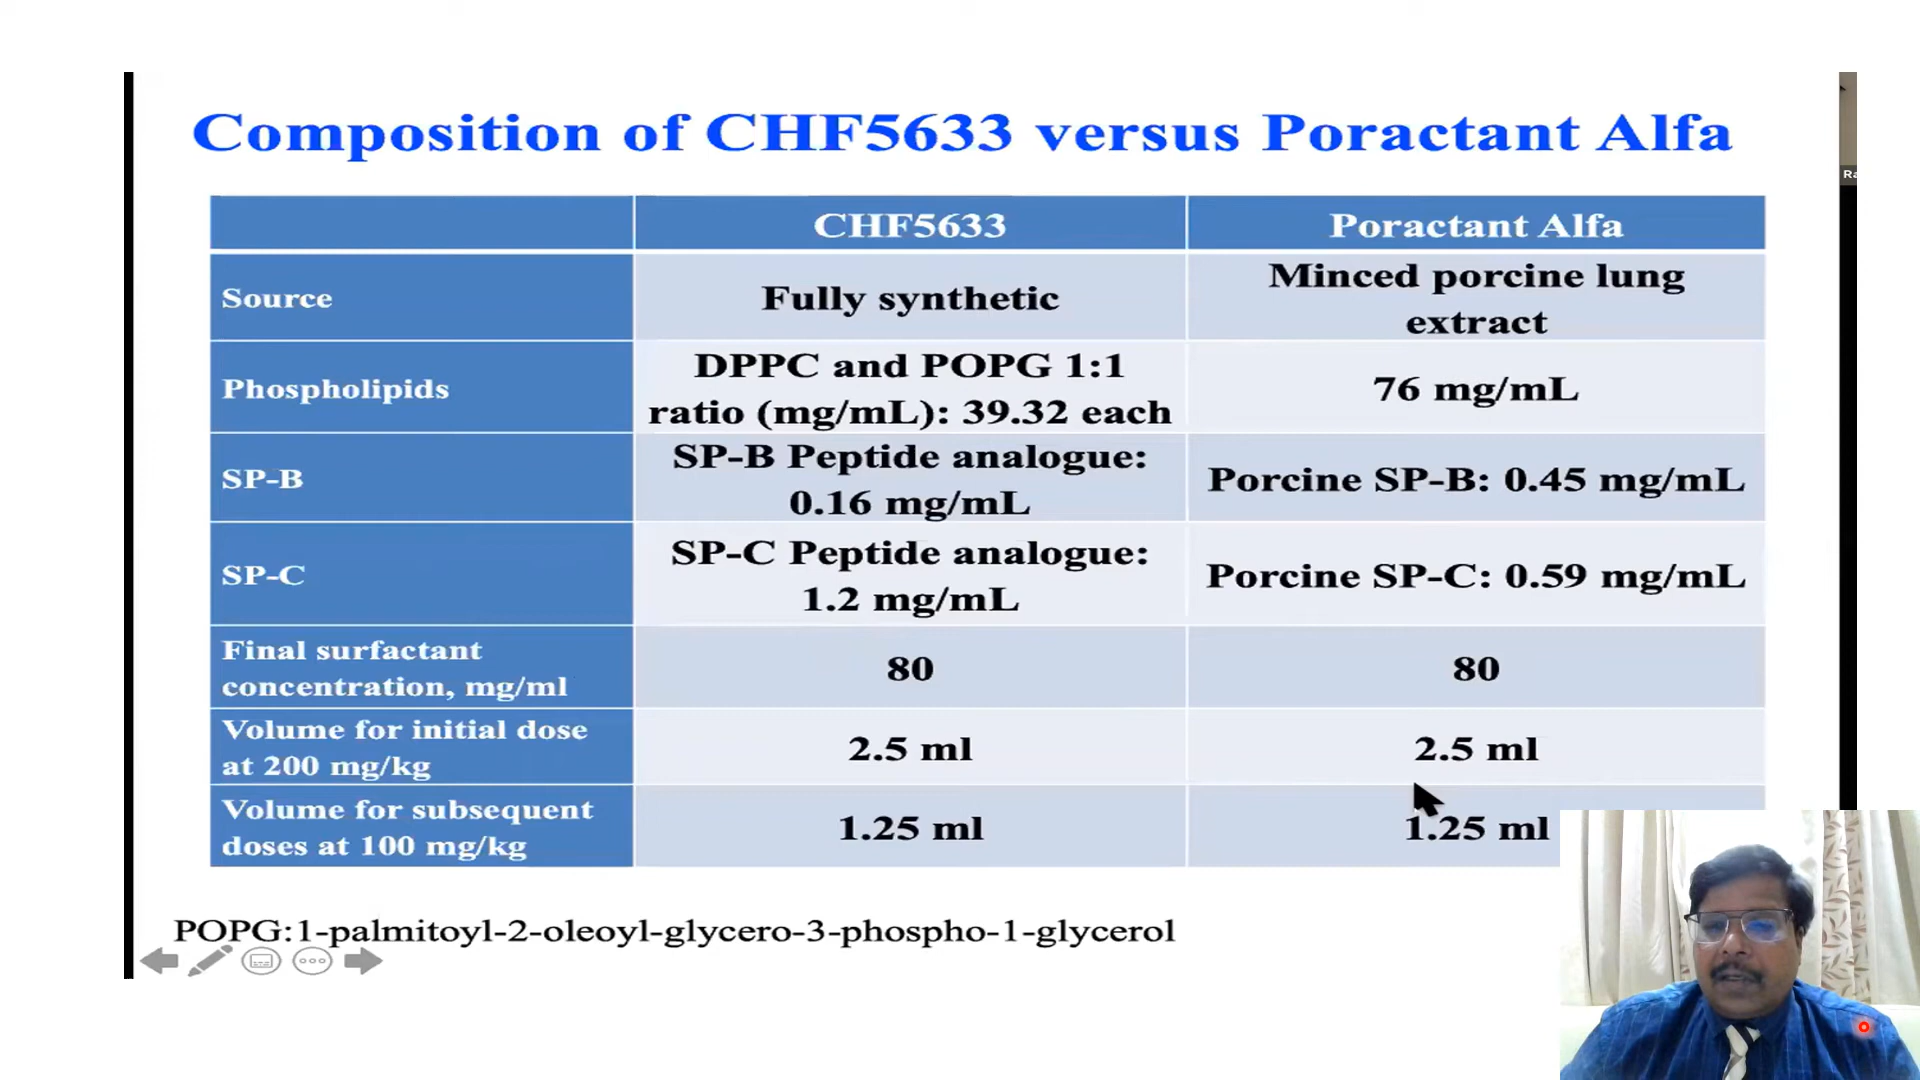 Composition of CHF5633 versus Poractant Alfa
Ra
CHF5633
Poractant Alfa
Source
Fully synthetic
Minced porcine lung
extract
Phospholipids
DPPC and POPG 1:1
ratio (mg/mL): 39.32 each
76 mg/mL
SP-B
SP-B Peptide analogue:
0.16 mg/mL
Porcine SP-B: 0.45 mg/mL
SP-C
SP-C Peptide analogue:
1.2 mg/mL
Porcine SP-C: 0.59 mg/mL
Final surfactant
concentration, mg/ml
80
80
Volume for initial dose
at 200 mg/kg
2.5 ml
2.5 ml
Volume for subsequent
doses at 100 mg/kg
1.25 ml
1.25 ml
POPG:1-palmitoyl-2-oleoyl-glycero-3-phospho-1-glycerol